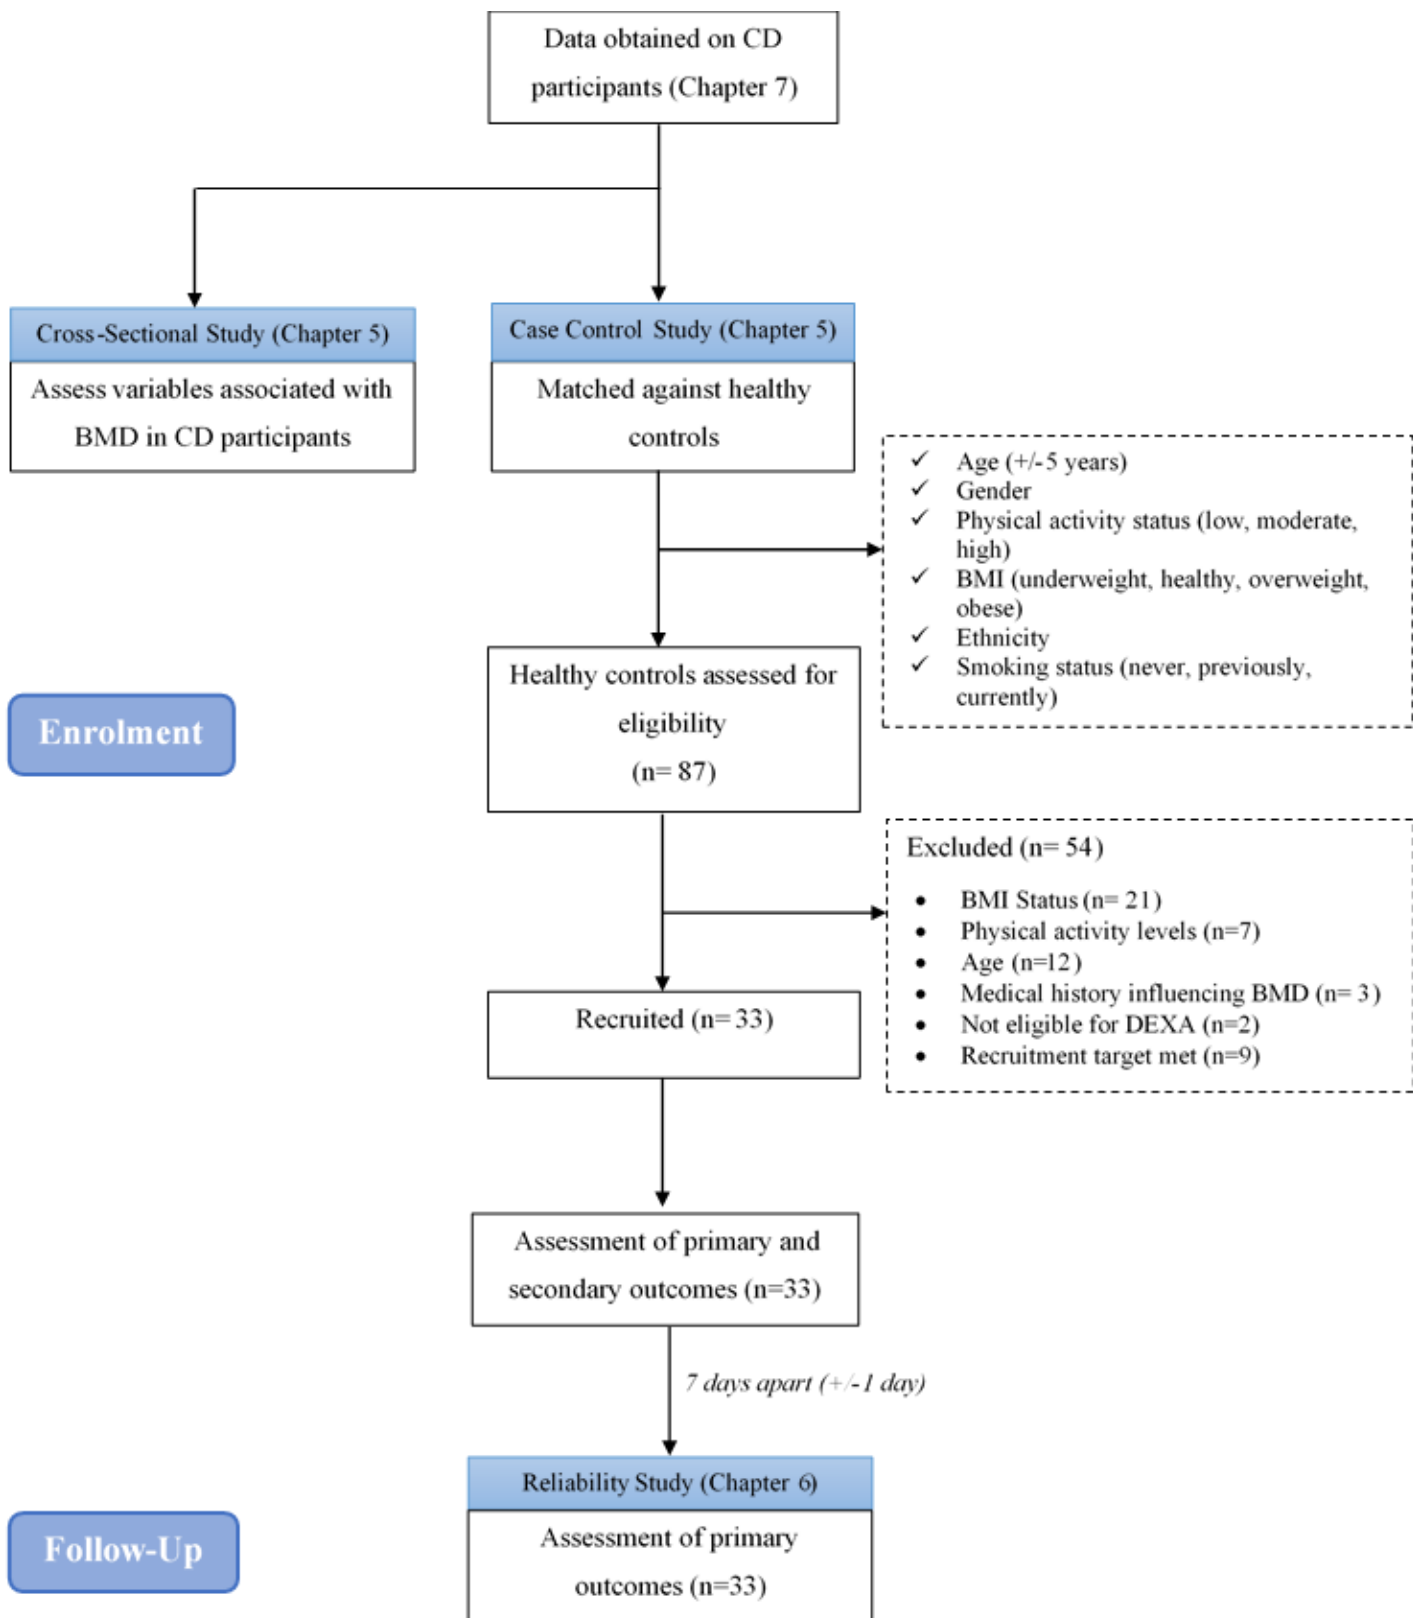 Data obtained on CD
participants (Chapter 7)
Cross-Sectional Study (Chapter 5)
Assess variables associated with
BMD in CD participants
Case Control Study (Chapter 5)
Matched against healthy
controls
✓ Age (+/-5 years)
✓ Gender
✓ Physical activity status (low, moderate,
high)
✓ BMI (underweight, healthy, overweight,
obese)
✓ Ethnicity
✓ Smoking status (never, previously,
currently)
Enrolment
Healthy controls assessed for
eligibility
(n= 87)
Excluded (n= 54)
• BMI Status (n= 21)
• Physical activity levels (n=7)
• Age (n=12)
• Medical history influencing BMD (n= 3)
• Not eligible for DEXA (n=2)
• Recruitment target met (n=9)
Recruited (n=33)
Assessment of primary and
secondary outcomes (n=33)
7 days apart (+/-1 day)
Reliability Study (Chapter 6)
Assessment of primary
outcomes (n=33)
Follow-Up